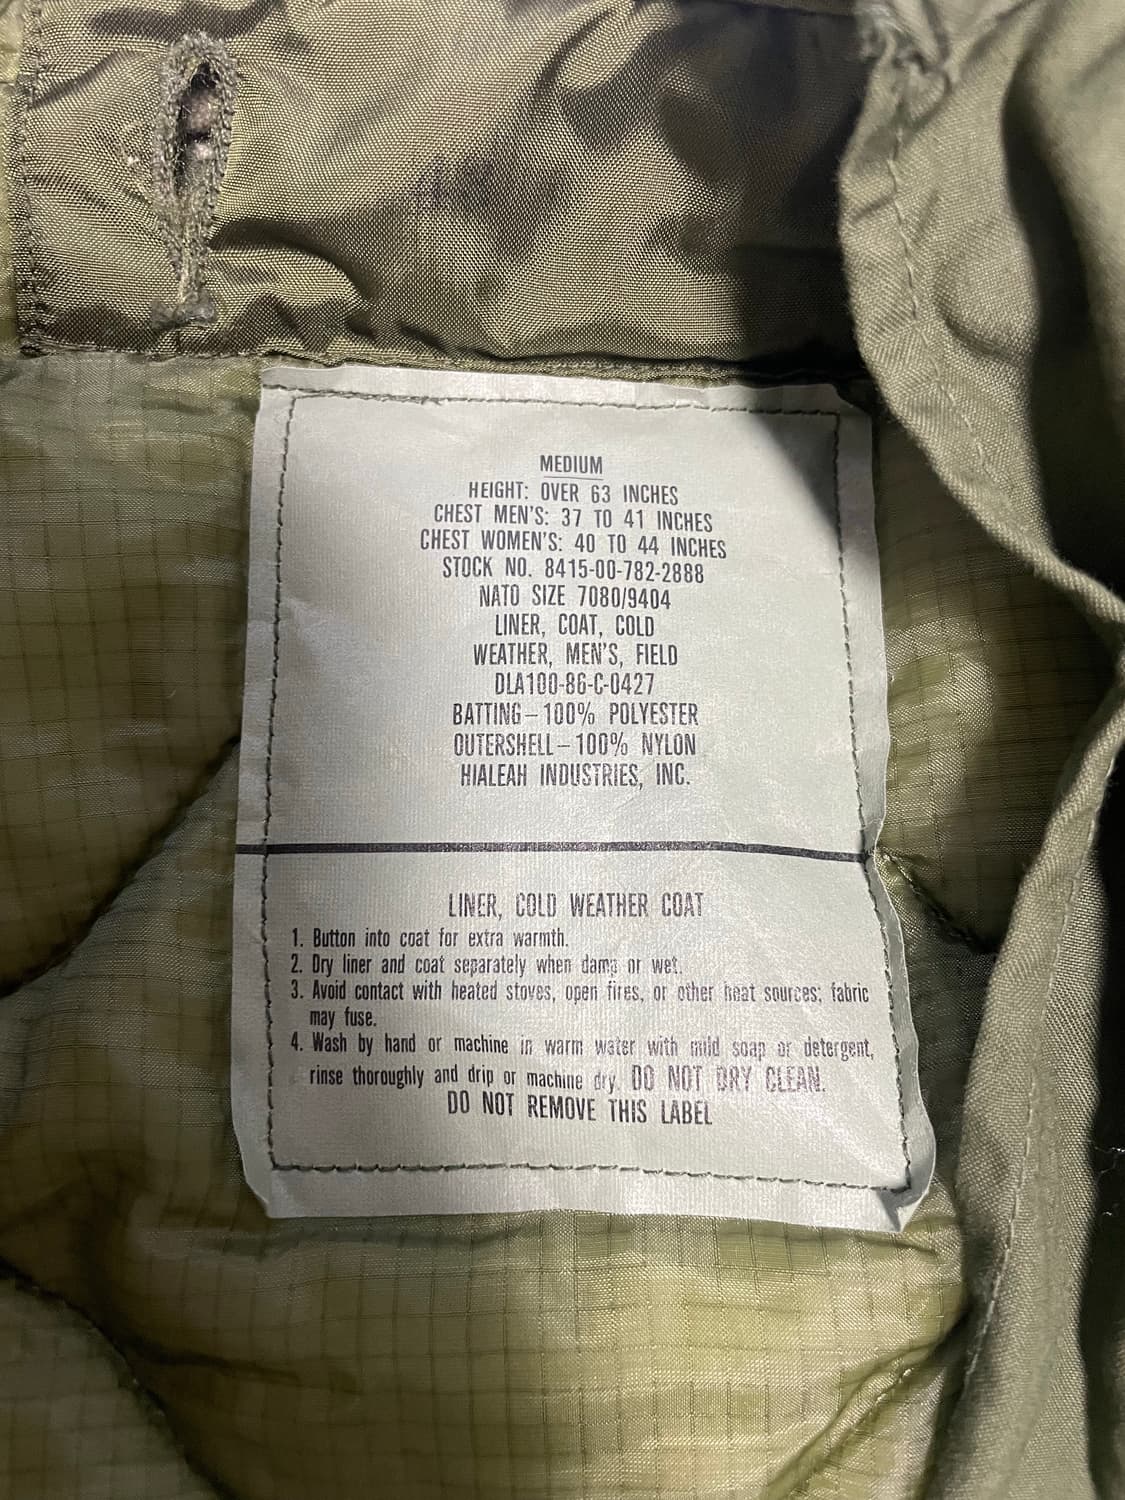 MEDIUM
HEIGHT: OVER 63 INCHES
CHEST MEN'S: 37 TO 41 INCHES
CHEST WOMEN'S: 40 TO 44 INCHES
STOCK NO. 8415-00-782-2888
NATO SIZE 7080/9404
LINER, COAT, COLD
WEATHER, MEN'S, FIELD
DLA100-86-C-0427
BATTING–100% POLYESTER
OUTERSHELL–100% NYLON
HIALEAH INDUSTRIES, INC.
LINER, COLD WEATHER COAT
1. Button into coat for extra warmth.
2. Dry liner and coat separately when damp or wet.
3. Avoid contact with heated stoves, open fires, or other heat sources; fabric
may fuse.
4. Wash by hand or machine in warm water with mild soap or detergent,
rinse thoroughly and drip or machine dry. DO NOT DRY CLEAN.
DO NOT REMOVE THIS LABEL